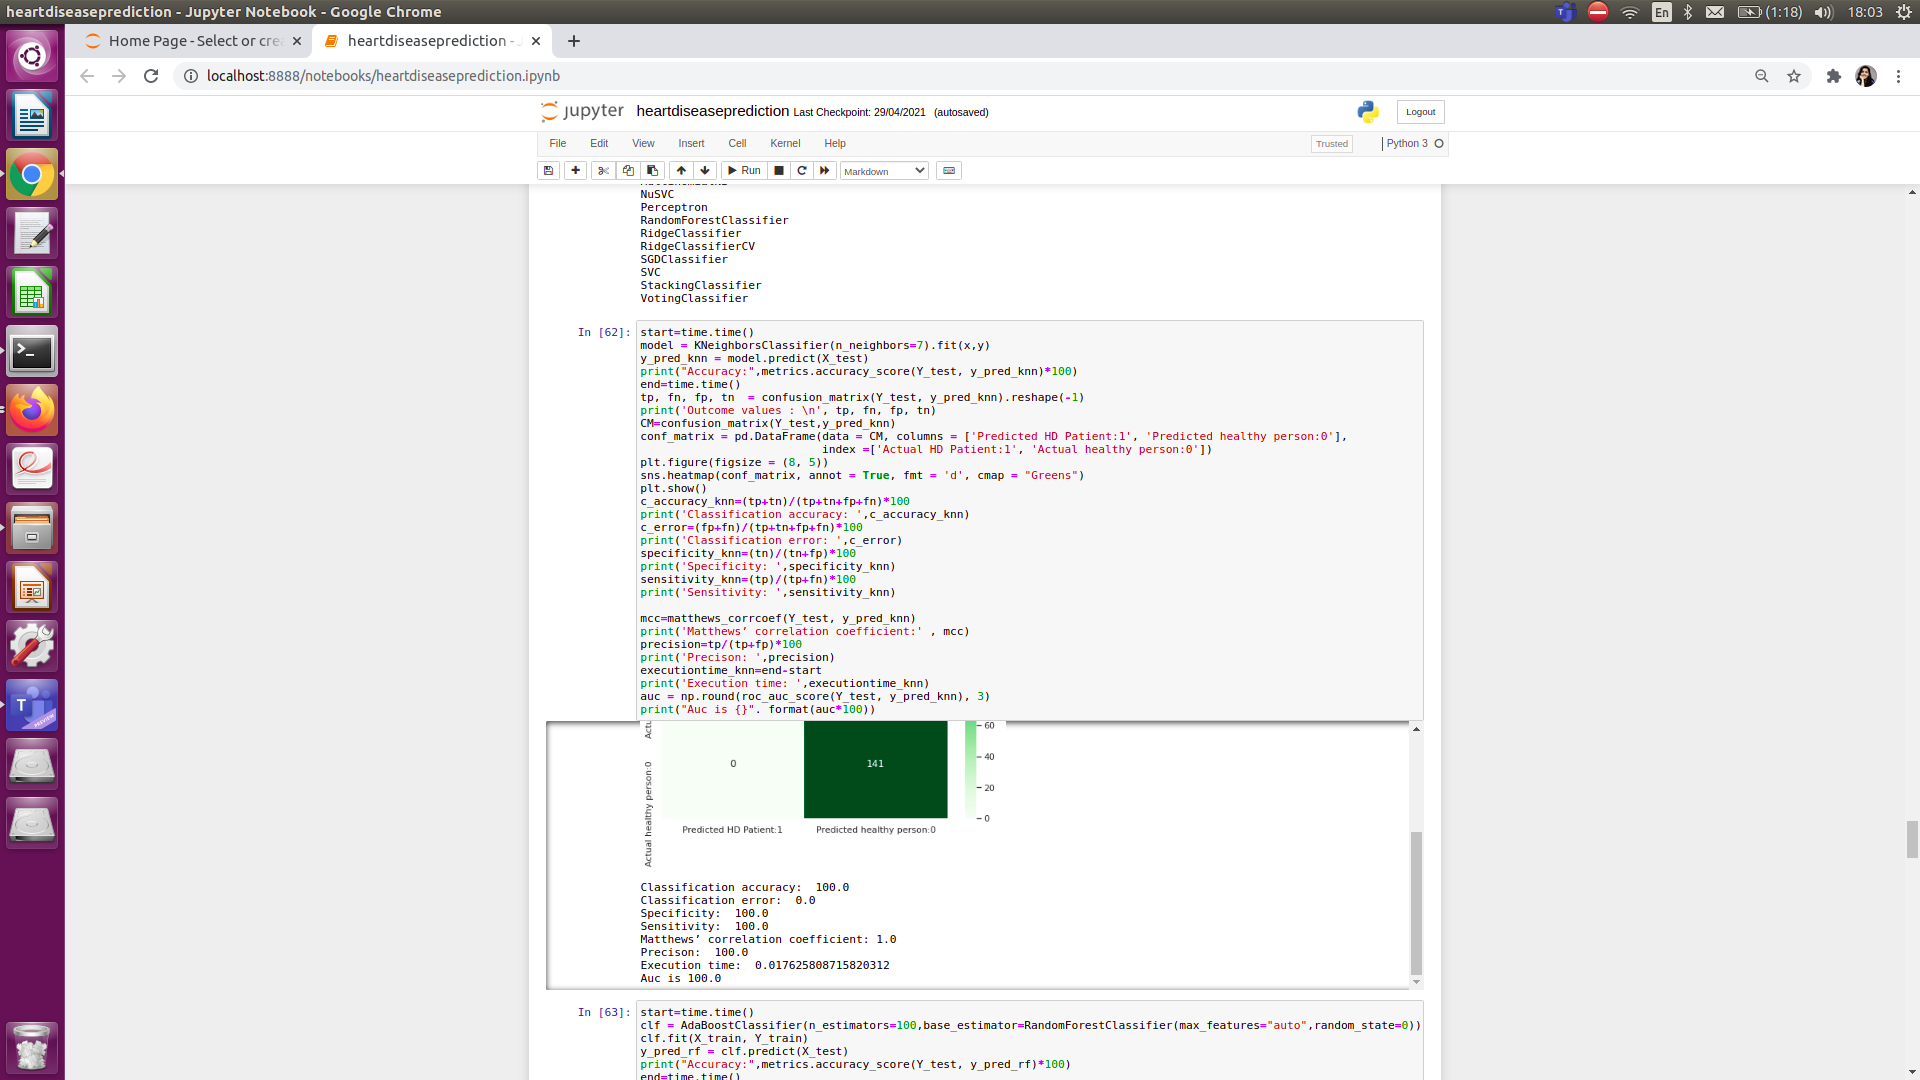 heartdiseaseprediction - Jupyter Notebook - Google Chrome
En
(1:18)
18:03
Home Page - Select or cre
heartdiseaseprediction -
localhost:8888/notebooks/heartdiseaseprediction.ipynb
jupyter
heartdiseaseprediction Last Checkpoint: 29/04/2021 (autosaved)
Logout
File Edit View Insert Cell Kernel Help
Trusted
Python 3
Run
Markdown
NuSVC
Perceptron
RandomForestClassifier
RidgeClassifier
RidgeClassifierCV
SGDClassifier
SVC
StackingClassifier
VotingClassifier
In [62]:
start=time.time()
model = KNeighborsClassifier(n_neighbors=7).fit(x,y)
y_pred_knn = model.predict(X_test)
print("Accuracy:",metrics.accuracy_score(Y_test, y_pred_knn)*100)
end=time.time()
tp, fn, fp, tn  = confusion_matrix(Y_test, y_pred_knn).reshape(-1)
print('Outcome values : \n', tp, fn, fp, tn)
CM=confusion_matrix(Y_test,y_pred_knn)
conf_matrix = pd.DataFrame(data = CM, columns = ['Predicted HD Patient:1', 'Predicted healthy person:0'],
index =['Actual HD Patient:1', 'Actual healthy person:0'])
plt.figure(figsize = (8, 5))
sns.heatmap(conf_matrix, annot = True, fmt = 'd', cmap = "Greens")
plt.show()
c_accuracy_knn=(tp+tn)/(tp+tn+fp+fn)*100
print('Classification accuracy: ',c_accuracy_knn)
c_error=(fp+fn)/(tp+tn+fp+fn)*100
print('Classification error: ',c_error)
specificity_knn=(tn)/(tn+fp)*100
print('Specificity: ',specificity_knn)
sensitivity_knn=(tp)/(tp+fn)*100
print('Sensitivity: ',sensitivity_knn)
mcc=matthews_corrcoef(Y_test, y_pred_knn)
print('Matthews’ correlation coefficient:' , mcc)
precision=tp/(tp+fp)*100
print('Precison: ',precision)
executiontime_knn=end-start
print('Execution time: ',executiontime_knn)
auc = np.round(roc_auc_score(Y_test, y_pred_knn), 3)
print("Auc is {}". format(auc*100))
Actu
Actual healthy person:0
0
141
60
40
20
0
Predicted HD Patient:1
Predicted healthy person:0
Classification accuracy:  100.0
Classification error:  0.0
Specificity:  100.0
Sensitivity:  100.0
Matthews’ correlation coefficient: 1.0
Precison:  100.0
Execution time:  0.017625808715820312
Auc is 100.0
In [63]:
start=time.time()
clf = AdaBoostClassifier(n_estimators=100,base_estimator=RandomForestClassifier(max_features="auto",random_state=0))
clf.fit(X_train, Y_train)
y_pred_rf = clf.predict(X_test)
print("Accuracy:",metrics.accuracy_score(Y_test, y_pred_rf)*100)
end=time.time()